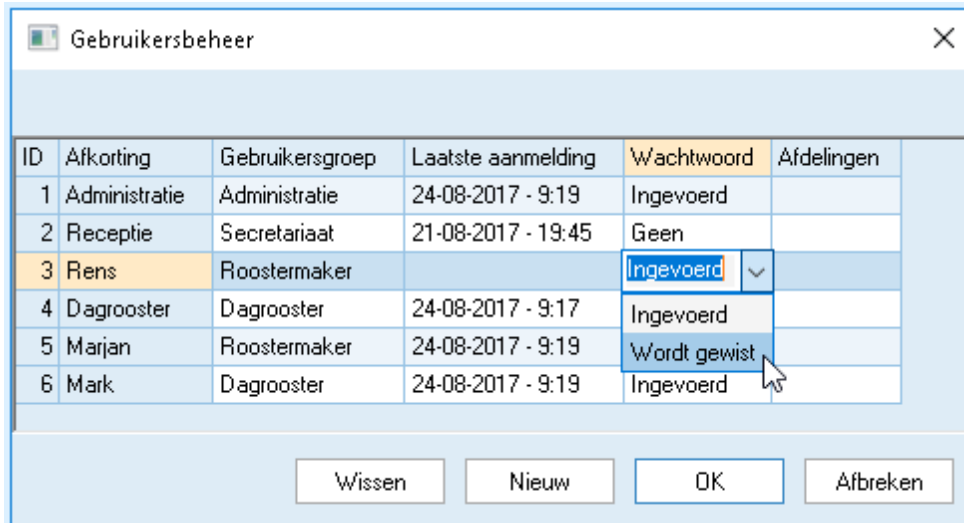 Gebruikersbeheer
ID Afkorting Gebruikersgroep Laatste aanmelding Wachtwoord Afdelingen
1 Administratie Administratie 24-08-2017 - 9:19 Ingevoerd
2 Receptie Secretariaat 21-08-2017 - 19:45 Geen
3 Rens Roostermaker Ingevoerd
4 Dagrooster Dagrooster 24-08-2017 - 9:17 Ingevoerd
5 Marjan Roostermaker 24-08-2017 - 9:19 Wordt gewist
6 Mark Dagrooster 24-08-2017 - 9:19 Ingevoerd
Wissen Nieuw OK Afbreken